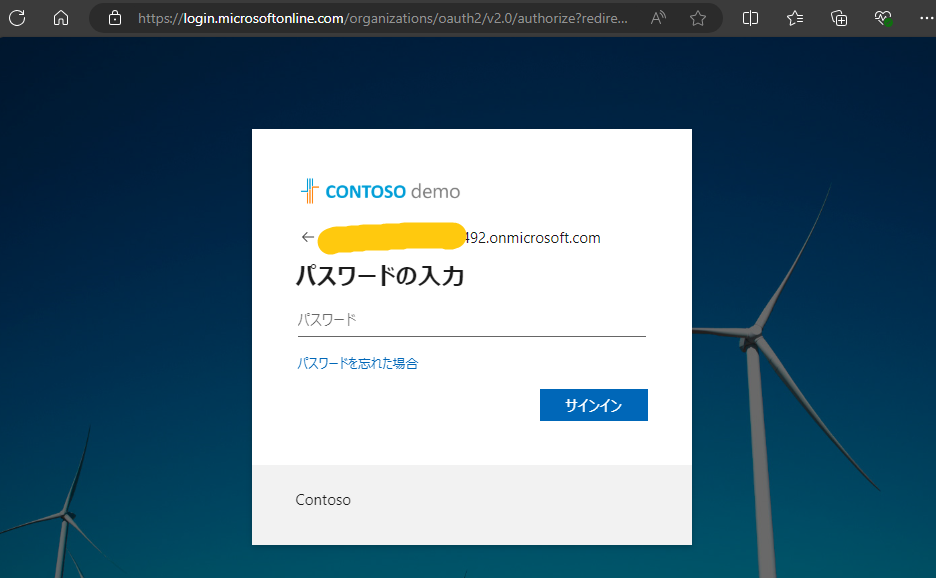 https://login.microsoftonline.com/organizations/oauth2/v2.0/authorize?redire...
CONTOSO demo
492.onmicrosoft.com
パスワードの入力
パスワード
パスワードを忘れた場合
サインイン
Contoso